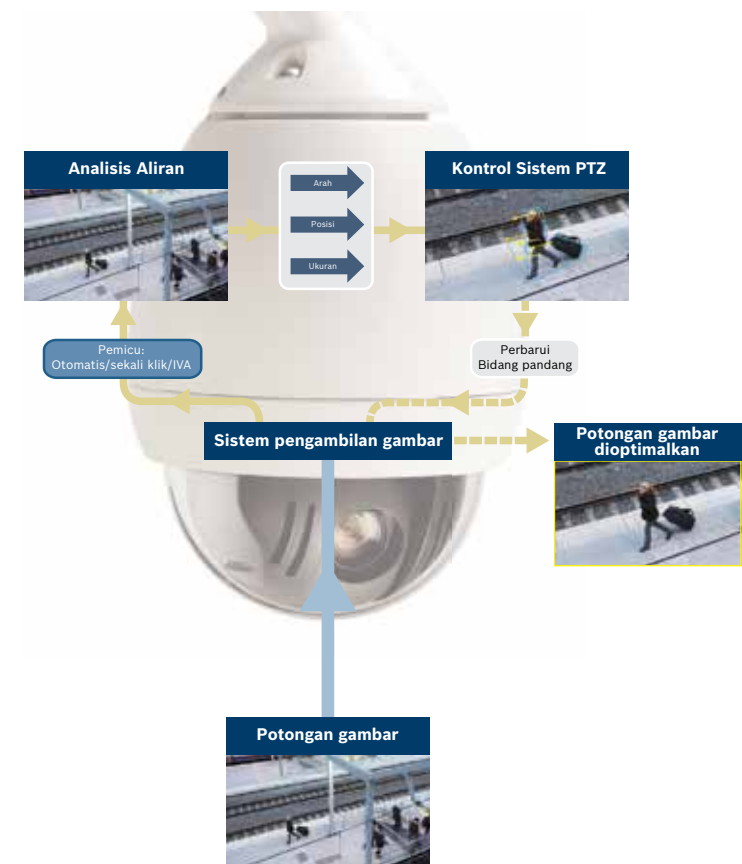 Analisis Aliran
Arah
Posisi
Ukuran
Kontrol Sistem PTZ
Pemicu:
Otomatis/sekali klik/IVA
Perbarui
Bidang pandang
Sistem pengambilan gambar
Potongan gambar
dioptimalkan
Potongan gambar